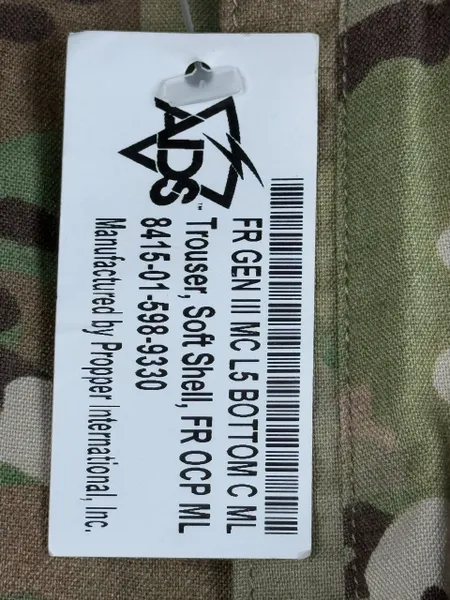 ADS™
FR GEN III MC L5 BOTTOM C ML
Trouser, Soft Shell, FR OCP ML
8415-01-598-9330
Manufactured by Propper International, Inc.